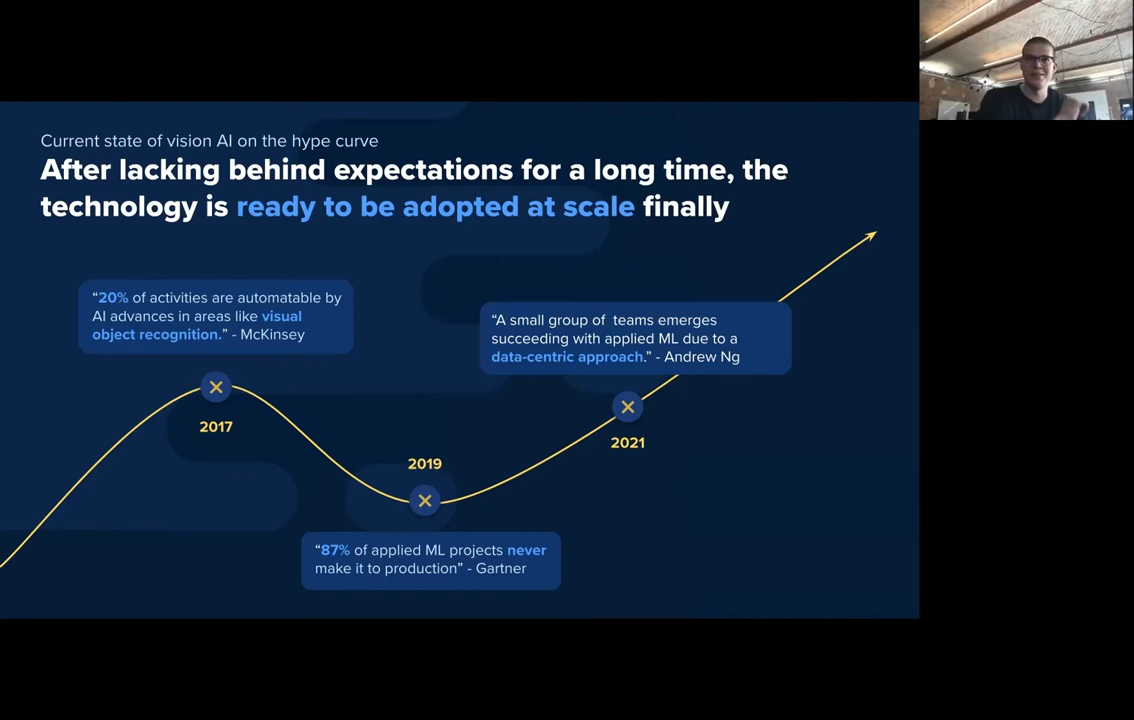 Current state of vision AI on the hype curve
After lacking behind expectations for a long time, the
technology is ready to be adopted at scale finally
“20% of activities are automatable by
AI advances in areas like visual
object recognition.” - McKinsey
2017
“A small group of  teams emerges
succeeding with applied ML due to a
data-centric approach.” - Andrew Ng
2021
2019
“87% of applied ML projects never
make it to production” - Gartner